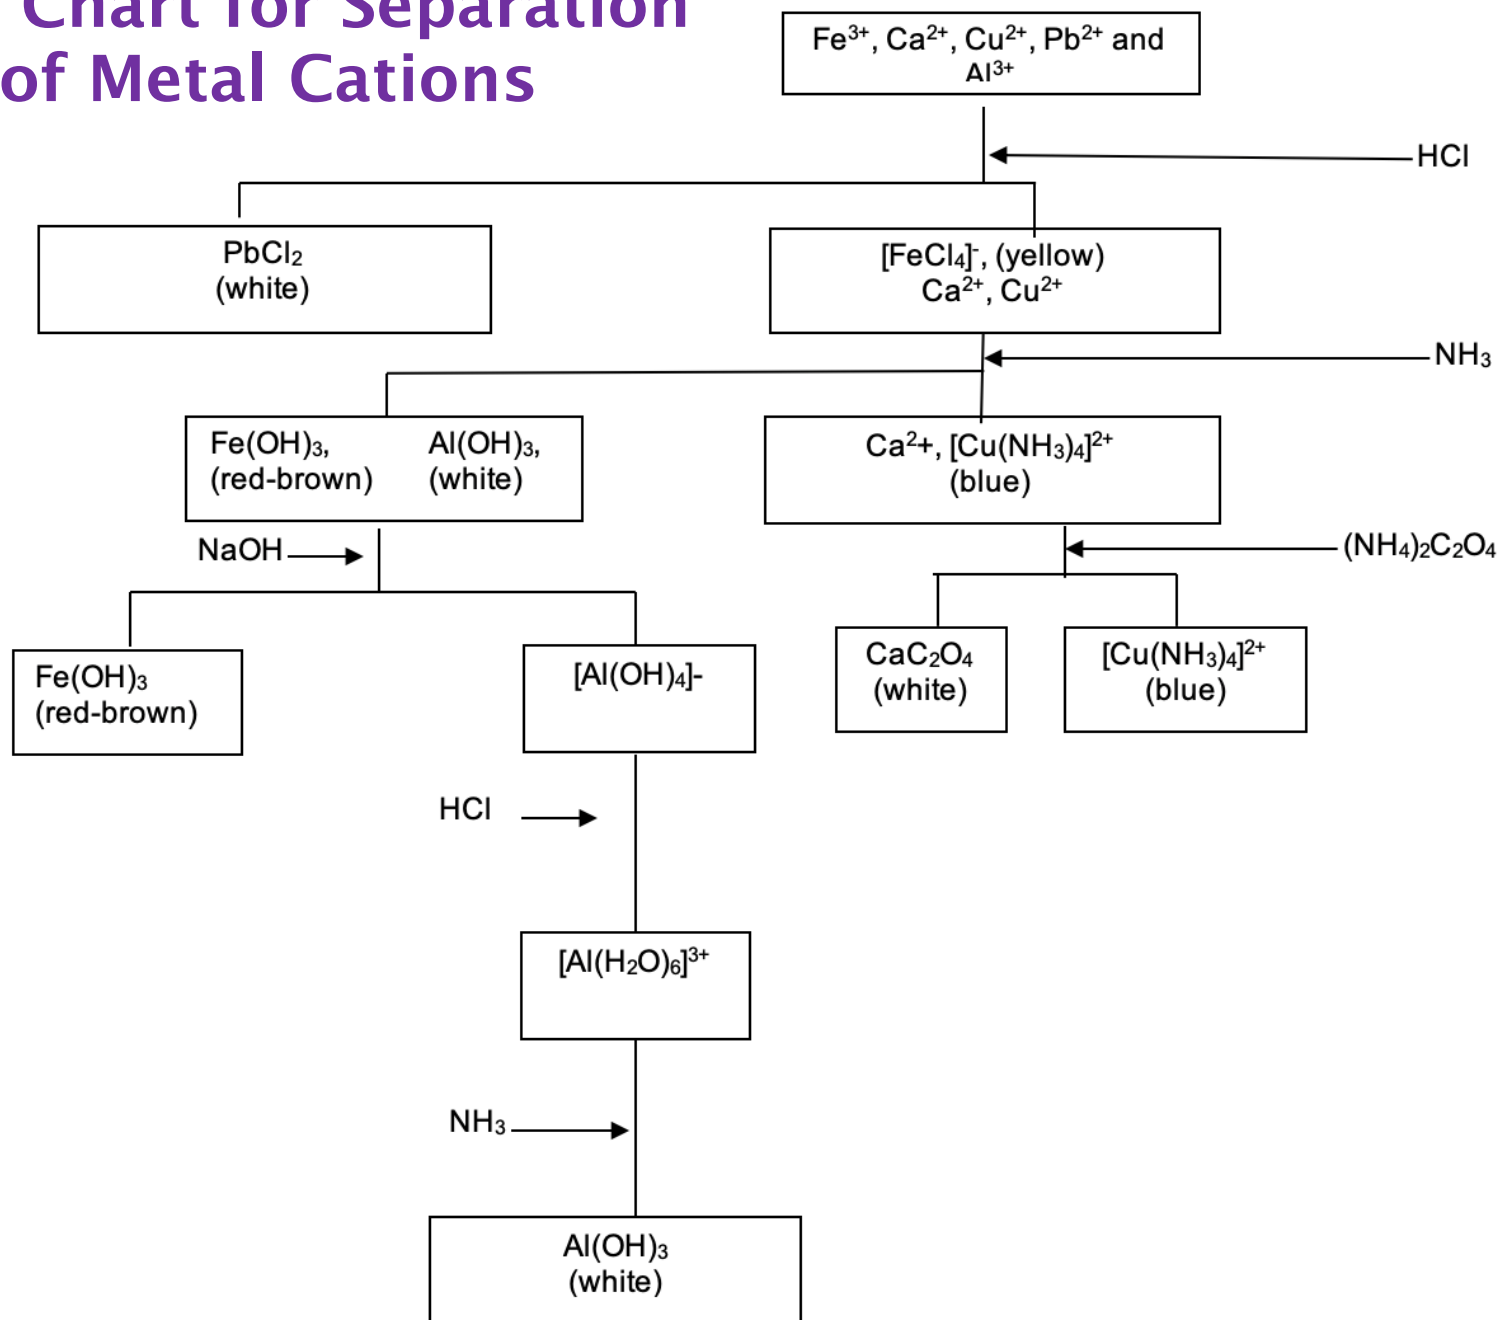 Chart for Separation
of Metal Cations
Fe³⁺, Ca²⁺, Cu²⁺, Pb²⁺ and
Al³⁺
HCl
PbCl₂
(white)
[FeCl₄]⁻, (yellow)
Ca²⁺, Cu²⁺
NH₃
Fe(OH)₃, Al(OH)₃,
(red-brown) (white)
Ca²+, [Cu(NH₃)₄]²⁺
(blue)
NaOH
(NH₄)₂C₂O₄
Fe(OH)₃
(red-brown)
[Al(OH)₄]-
CaC₂O₄
(white)
[Cu(NH₃)₄]²⁺
(blue)
HCl
[Al(H₂O)₆]³⁺
NH₃
Al(OH)₃
(white)